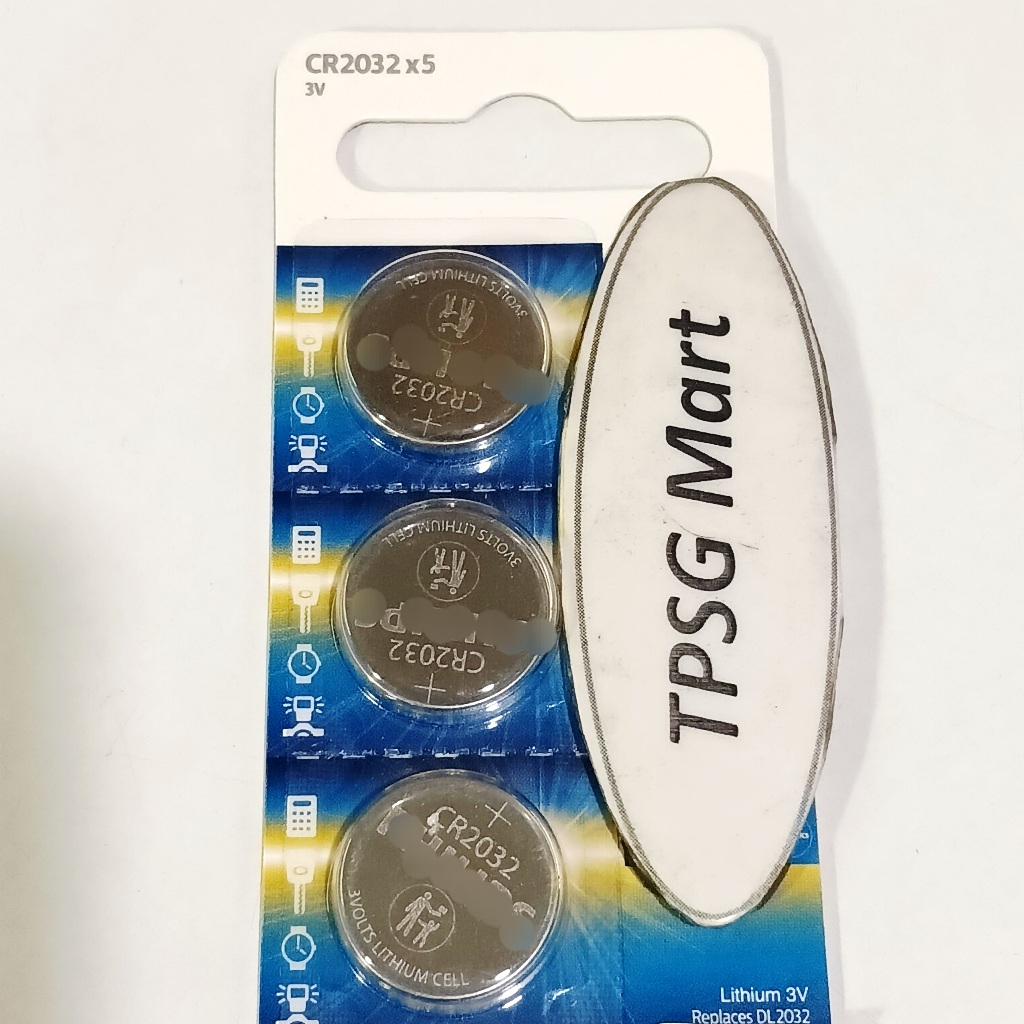 CR2032 x5
3V
3VOLTS LITHIUM CELL
CR2032
+
TPSG Mart
3VOLTS LITHIUM CELL
CR2032
+
+
CR2032
3VOLTS LITHIUM CELL
Lithium 3V
Replaces DL2032